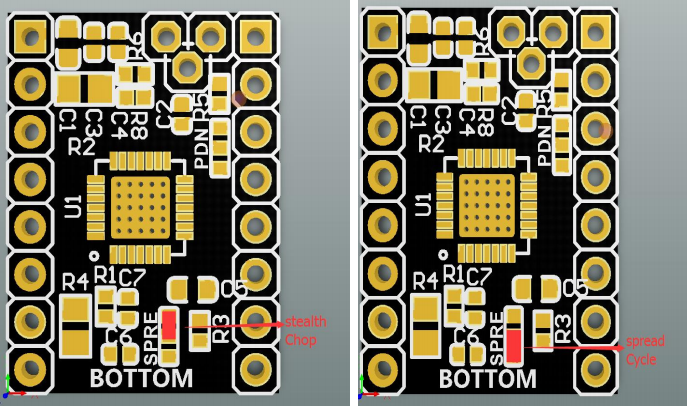 R6
C1
C3
C4
R8
C2
R5
R2
PDN
U1
R4
R1
C7
C5
C6
SPRE
R3
stealth
Chop
BOTTOM
R6
C1
C3
C4
R8
C2
R5
R2
PDN
U1
R4
R1
C7
C5
C6
SPRE
R3
spread
Cycle
BOTTOM